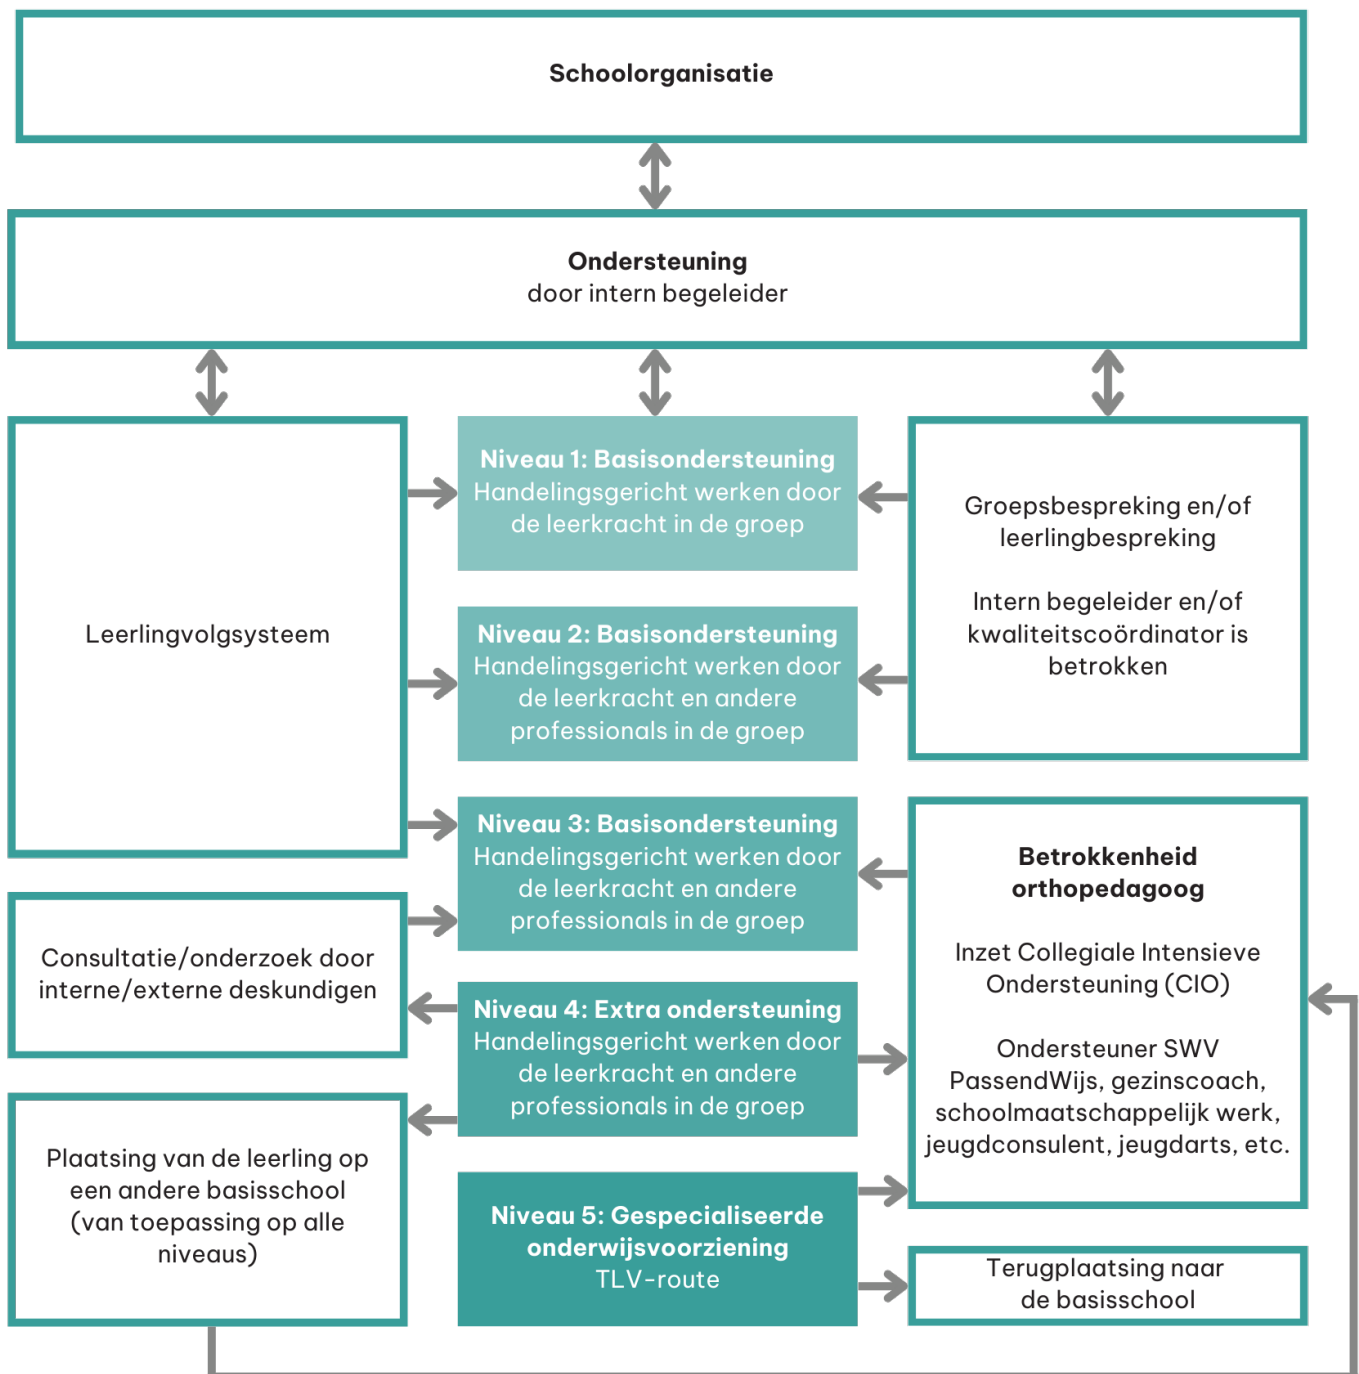 Schoolorganisatie
Ondersteuning
door intern begeleider
Leerlingvolgsysteem
Niveau 1: Basisondersteuning
Handelingsgericht werken door
de leerkracht in de groep
Groepsbespreking en/of
leerlingbespreking
Intern begeleider en/of
kwaliteitscoördinator is
betrokken
Niveau 2: Basisondersteuning
Handelingsgericht werken door
de leerkracht en andere
professionals in de groep
Niveau 3: Basisondersteuning
Handelingsgericht werken door
de leerkracht en andere
professionals in de groep
Betrokkenheid
orthopedagoog
Inzet Collegiale Intensieve
Ondersteuning (CIO)
Ondersteuner SWV
PassendWijs, gezinscoach,
schoolmaatschappelijk werk,
jeugdconsulent, jeugdarts, etc.
Consultatie/onderzoek door
interne/externe deskundigen
Niveau 4: Extra ondersteuning
Handelingsgericht werken door
de leerkracht en andere
professionals in de groep
Plaatsing van de leerling op
een andere basisschool
(van toepassing op alle
niveaus)
Niveau 5: Gespecialiseerde
onderwijsvoorziening
TLV-route
Terugplaatsing naar
de basisschool